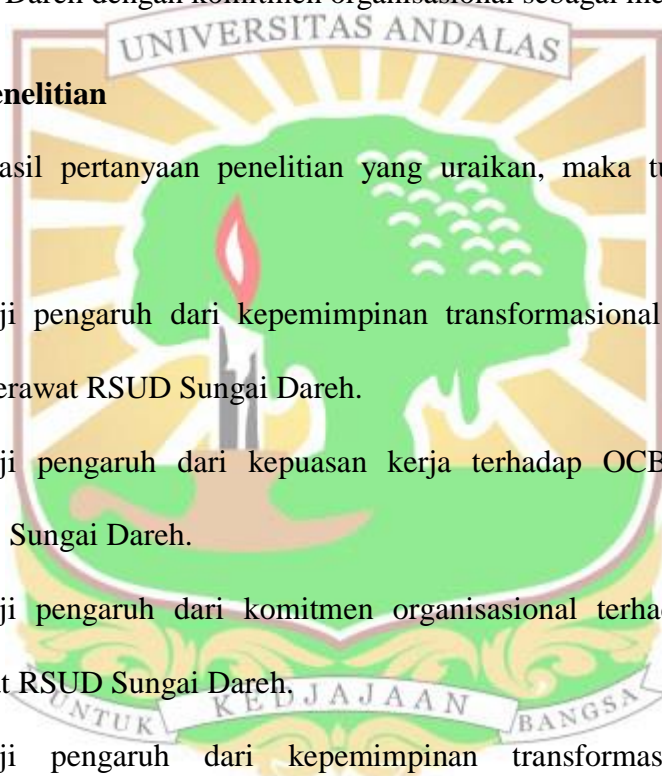 Dareh dengan komitmen organisasional sebagai me
UNIVERSITAS ANDALAS
enelitian
asil pertanyaan penelitian yang uraikan, maka tu
ji pengaruh dari kepemimpinan transformasional
erawat RSUD Sungai Dareh.
ji pengaruh dari kepuasan kerja terhadap OCB
Sungai Dareh.
ji pengaruh dari komitmen organisasional terha
t RSUD Sungai Dareh.
UNTUK KEDJAJAAN BANGSA
ji pengaruh dari kepemimpinan transformas